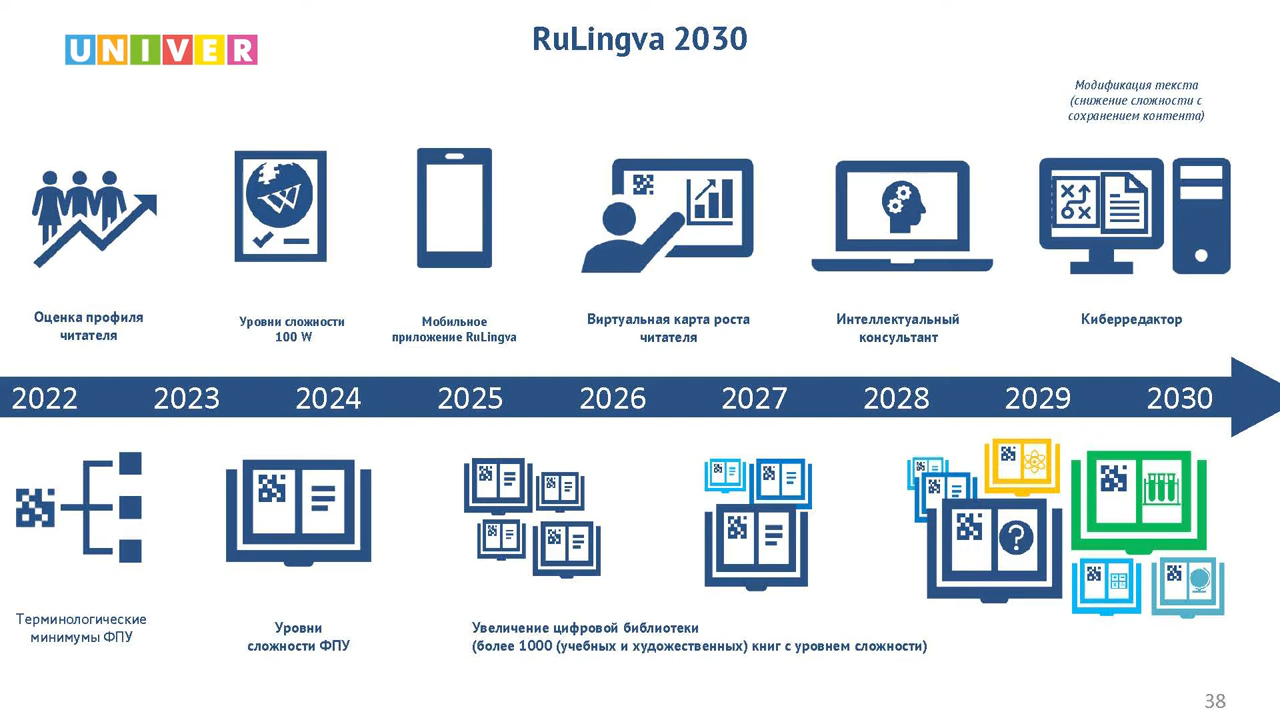 UNIVER
RuLingva 2030
Модификация текста
(снижение сложности с
сохранением контента)
W
Оценка профиля
читателя
Уровни сложности
100 W
Мобильное
приложение RuLingva
Виртуальная карта роста
читателя
Интеллектуальный
консультант
Киберредактор
2022 2023 2024 2025 2026 2027 2028 2029 2030
?
Терминологические
минимумы ФПУ
Уровни
сложности ФПУ
Увеличение цифровой библиотеки
(более 1000 (учебных и художественных) книг с уровнем сложности)
38